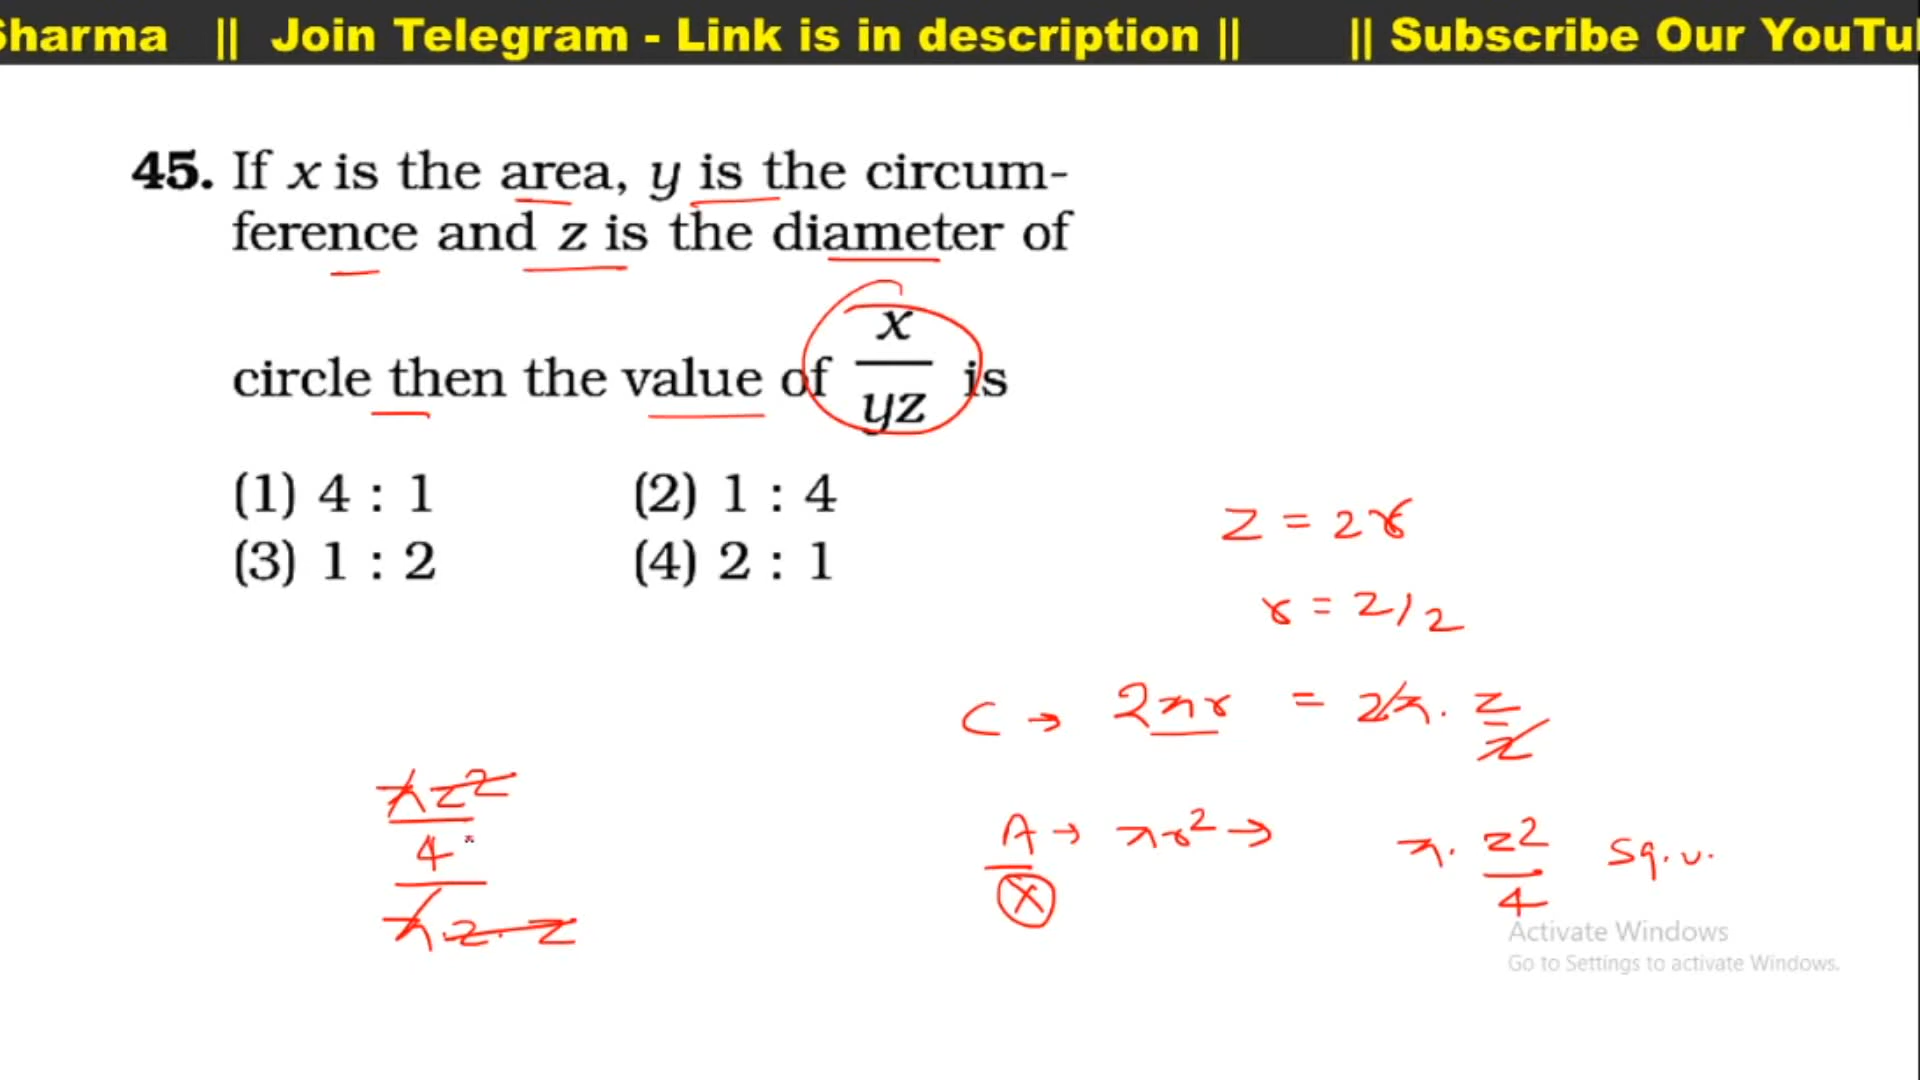 Sharma || Join Telegram - Link is in description || || Subscribe Our YouTu
45. If x is the area, y is the circum-
ference and z is the diameter of
circle then the value of x/yz is
(1) 4 : 1 (2) 1 : 4
(3) 1 : 2 (4) 2 : 1
z = 2r
r = z/2
C → 2πr = 2π. z/2
A → πr² → π. z²/4 sq.u.
x
πz²
4
π.z.z
Activate Windows
Go to Settings to activate Windows.